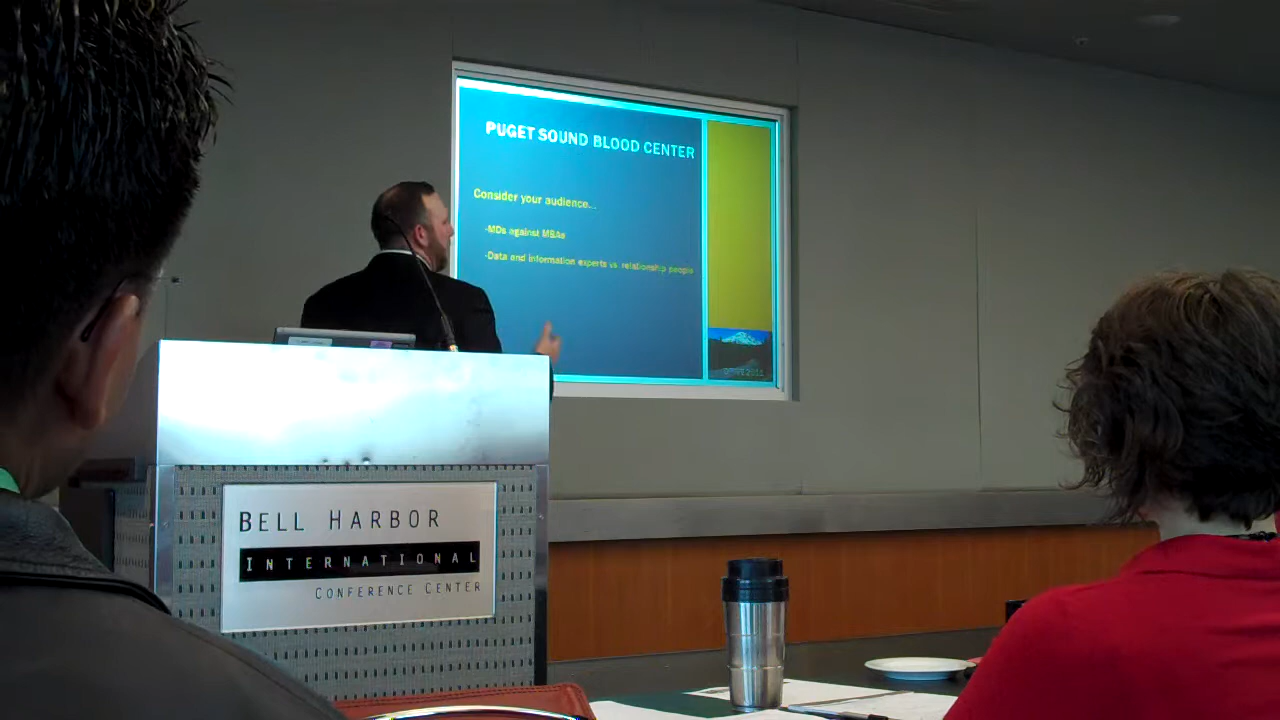 PUGET SOUND BLOOD CENTER
Consider your audience...
-MDs against MBAs
-Data and information experts vs. relationship people
BELL HARBOR
INTERNATIONAL
CONFERENCE CENTER